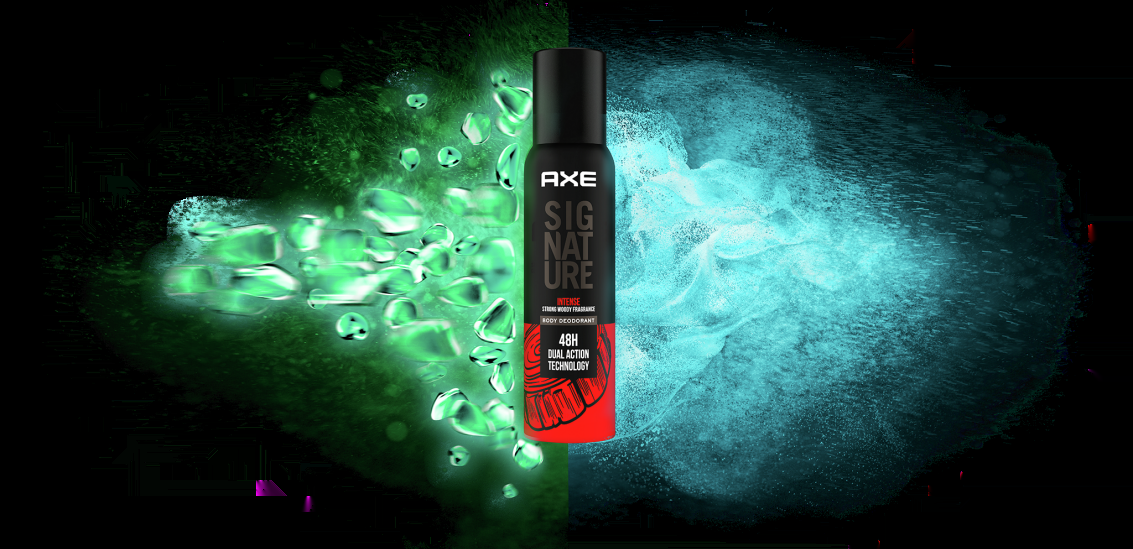 AXE
SIG
NAT
URE
INTENSE
STRONG WOODY FRAGRANCE
BODY DEODORANT
48H
DUAL ACTION
TECHNOLOGY